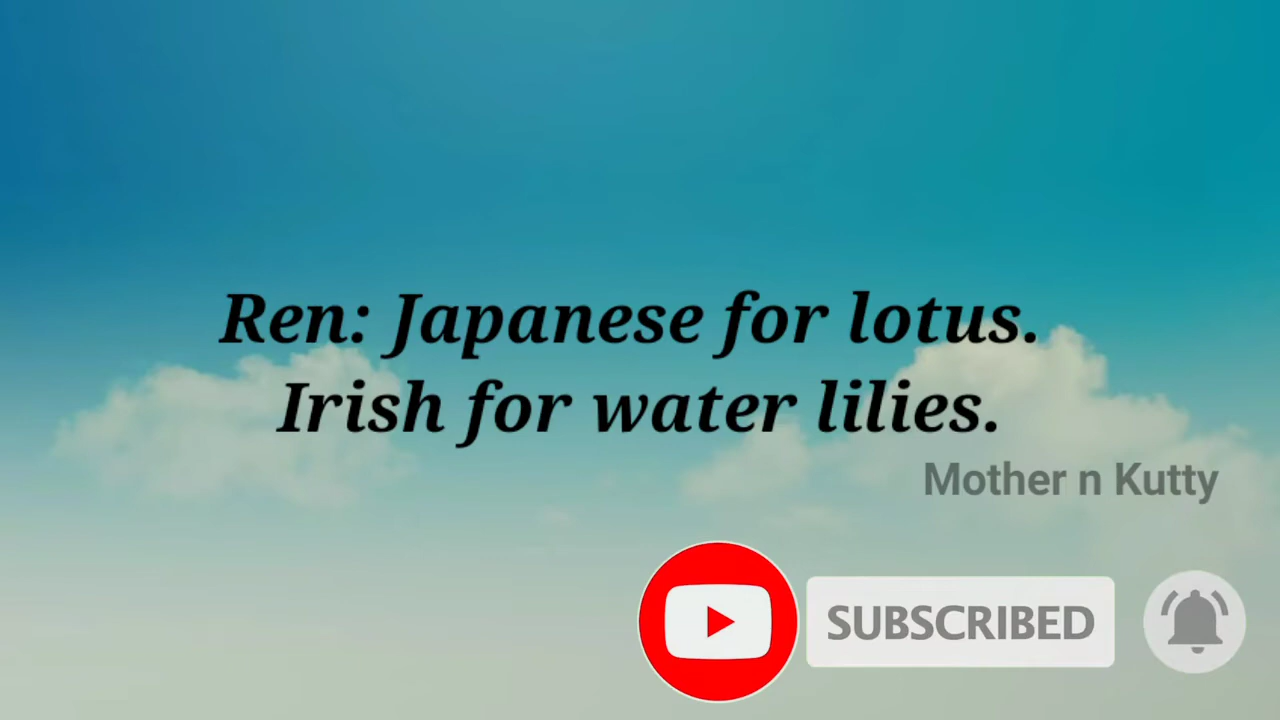 Ren: Japanese for lotus.
Irish for water lilies.
Mother n Kutty
SUBSCRIBED